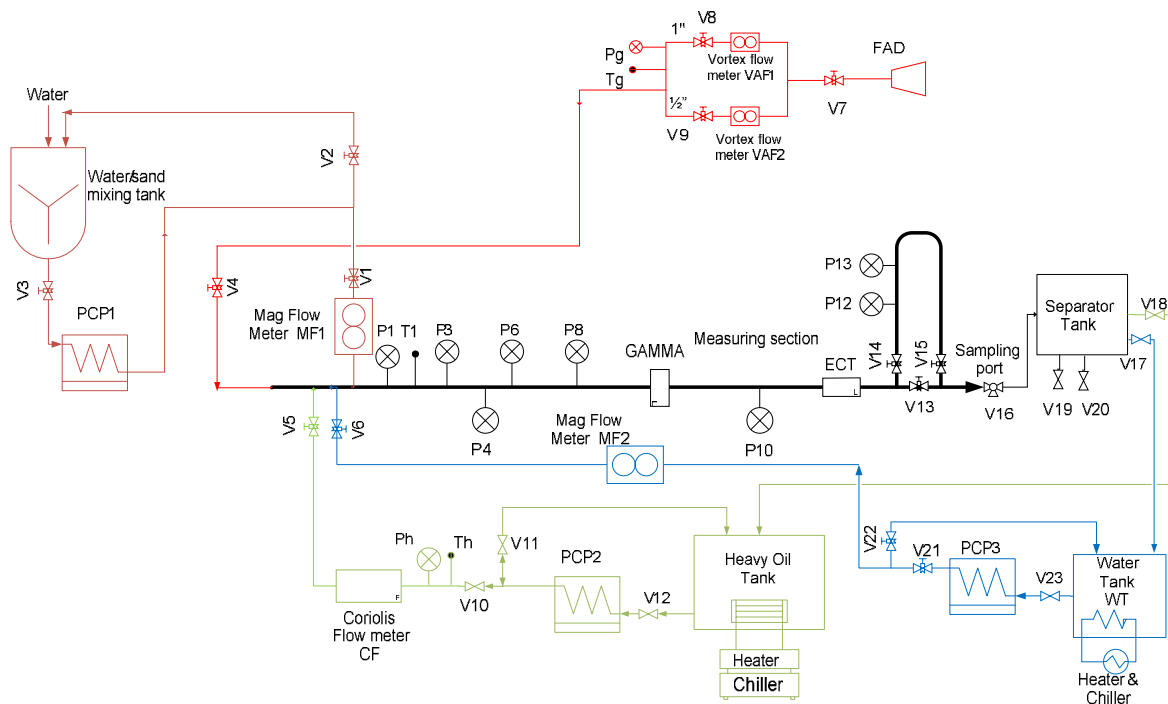 V8
1"
FAD
Pg
Vortex flow
meter VAF1
Tg
Water
½"
V7
V9
Vortex flow
meter VAF2
V2
Water/sand
mixing tank
V3
V4
V1
P13
PCP1
Mag Flow
Meter MF1
P1
T1
P3
P6
P8
P12
Separator
Tank
V18
Measuring section
V14
V15
Sampling
port
GAMMA
V17
ECT
L
V13
V16
V19
V20
V5
V6
P4
Mag Flow
Meter MF2
P10
Ph
Th
V11
PCP2
Heavy Oil
Tank
V22
V21
PCP3
V23
Water
Tank
WT
F
V10
V12
Coriolis
Flow meter
CF
Heater
Chiller
Heater &
Chiller